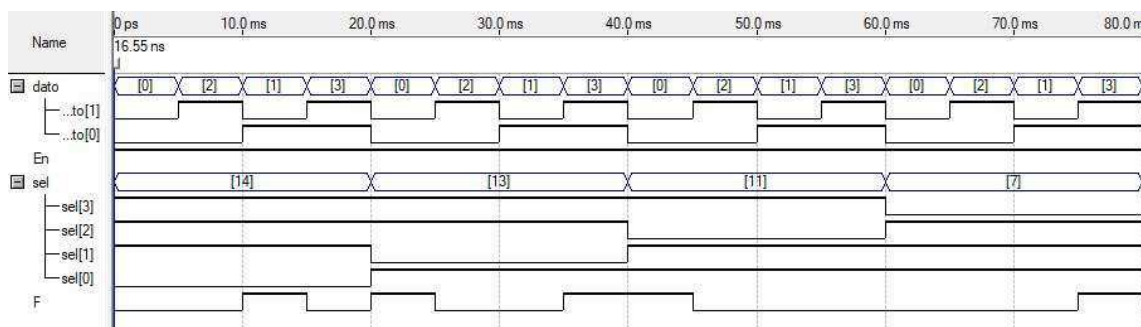 Name
0 ps 10.0 ms 20.0 ms 30.0 ms 40.0 ms 50.0 ms 60.0 ms 70.0 ms 80.0 m
16.55 ns
dato [0] [2] [1] [3] [0] [2] [1] [3] [0] [2] [1] [3] [0] [2] [1] [3]
...to[1]
...to[0]
En
sel [14] [13] [11] [7]
sel[3]
sel[2]
sel[1]
sel[0]
F